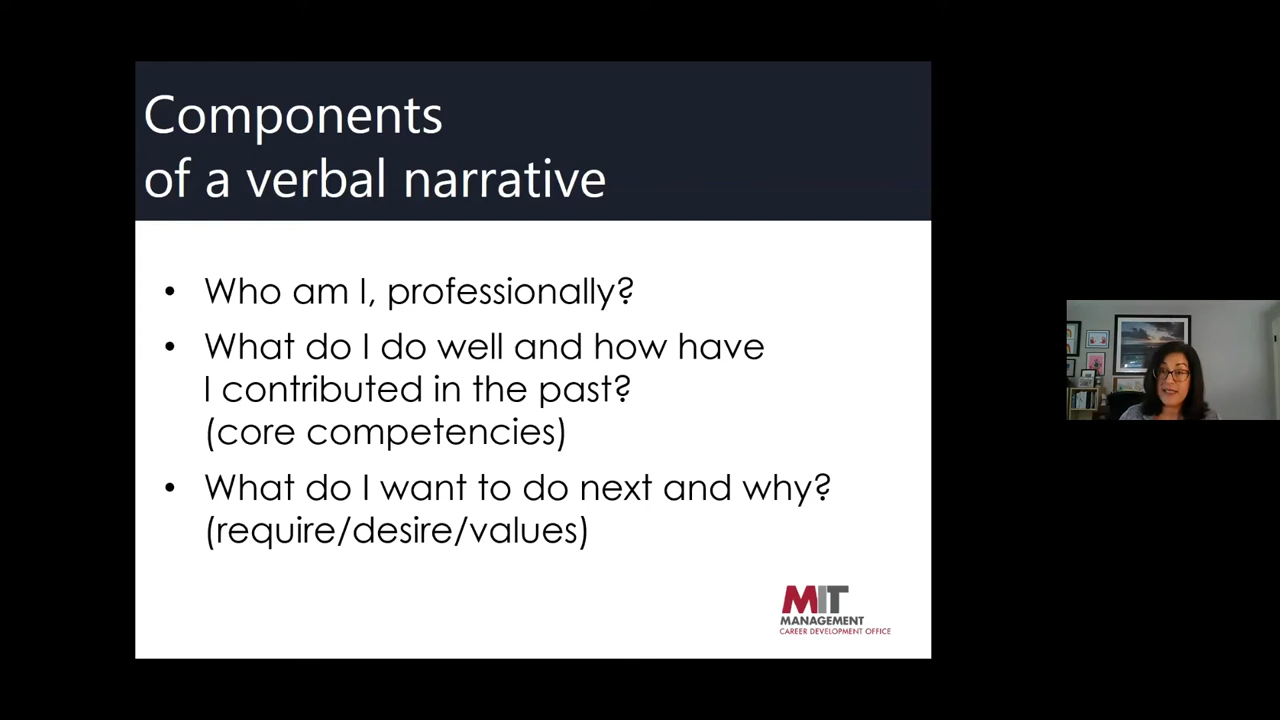 Components
of a verbal narrative
• Who am I, professionally?
• What do I do well and how have
I contributed in the past?
(core competencies)
• What do I want to do next and why?
(require/desire/values)
MIT
MANAGEMENT
CAREER DEVELOPMENT OFFICE